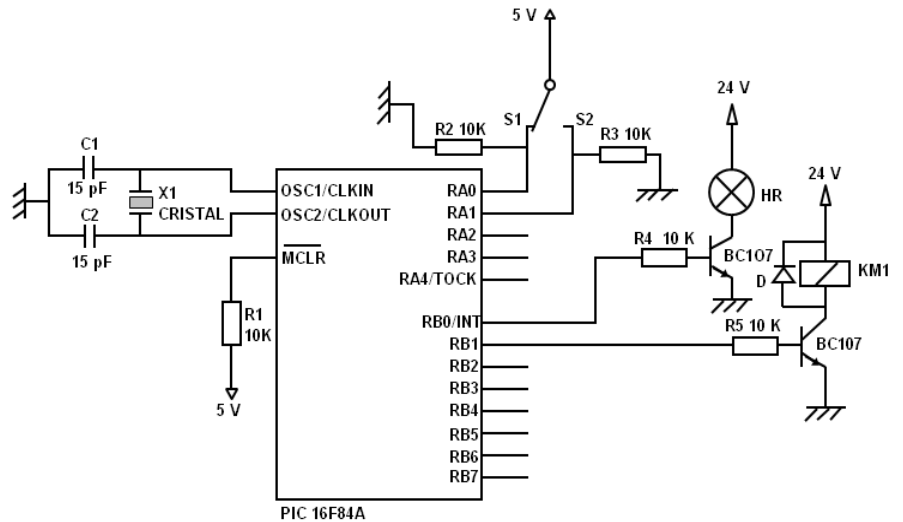 5 V
S1
S2
R2 10K
R3 10K
24 V
C1
15 pF
X1
CRISTAL
C2
15 pF
OSC1/CLKIN
OSC2/CLKOUT
MCLR
RA0
RA1
RA2
RA3
RA4/TOCK
RB0/INT
RB1
RB2
RB3
RB4
RB5
RB6
RB7
R1
10K
5 V
HR
24 V
R4 10 K
BC107
D
KM1
R5 10 K
BC107
PIC 16F84A